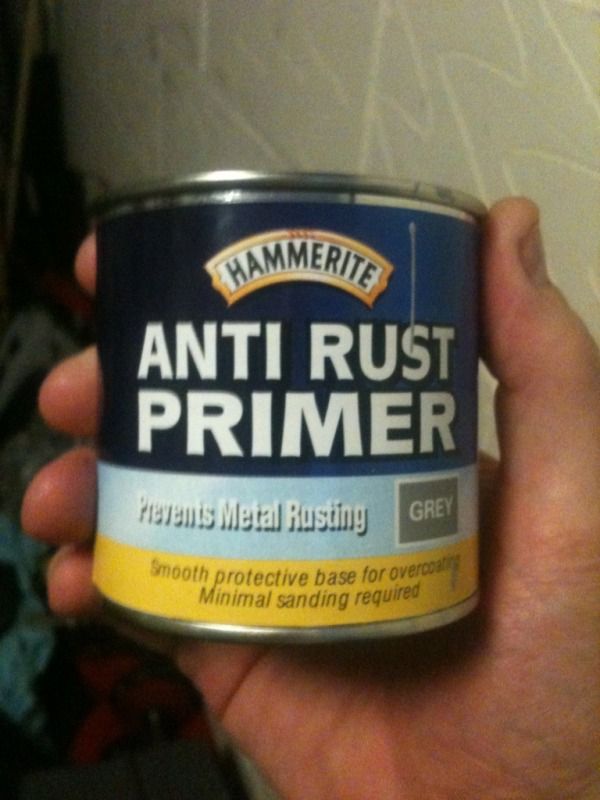 HAMMERITE
ANTI RUST
PRIMER
Prevents Metal Rusting
GREY
Smooth protective base for overcoating
Minimal sanding required